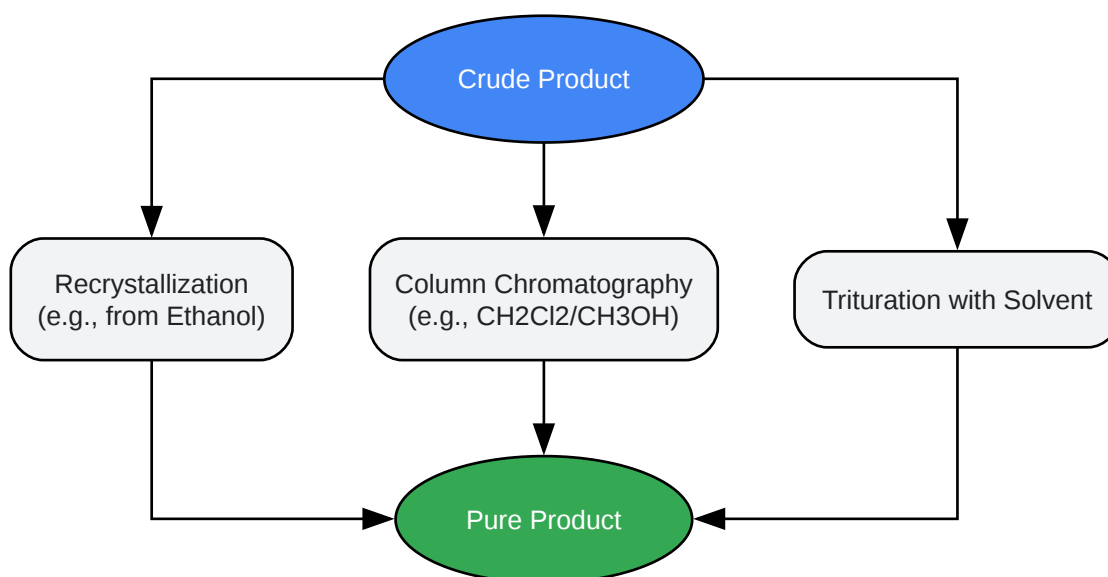 Crude Product
Recrystallization
(e.g., from Ethanol)
Column Chromatography
(e.g., CH2Cl2/CH3OH)
Trituration with Solvent
Pure Product